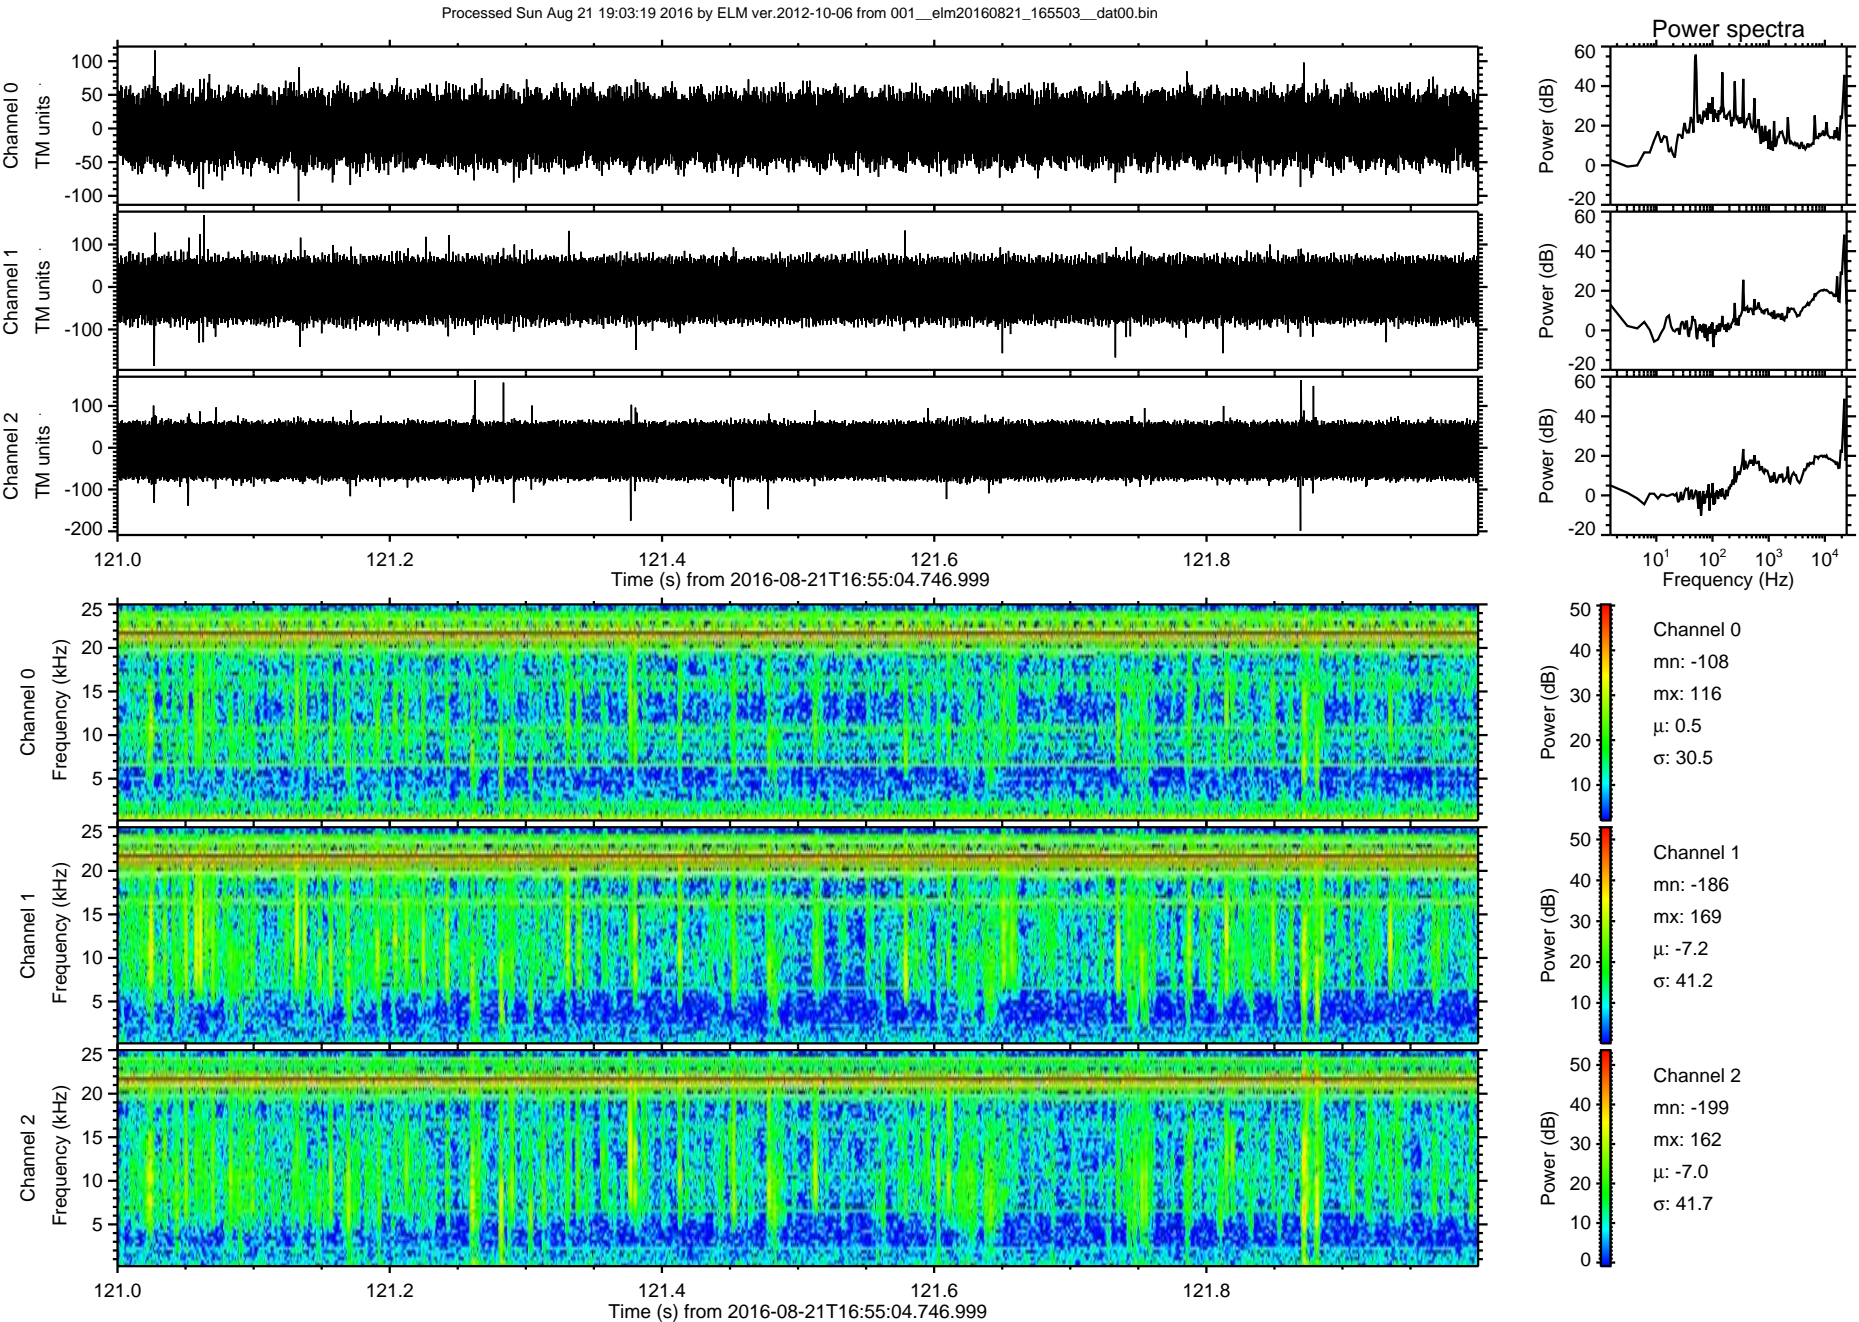 Processed Sun Aug 21 19:03:19 2016 by ELM ver.2012-10-06 from 001__elm20160821_165503__dat00.bin
Power spectra
Channel 0
TM units
100
50
0
-50
-100
Power (dB)
60
40
20
0
-20
Channel 1
TM units
100
0
-100
Power (dB)
60
40
20
0
-20
Channel 2
TM units
100
0
-100
-200
Power (dB)
60
40
20
0
-20
121.0 121.2 121.4 121.6 121.8
Time (s) from 2016-08-21T16:55:04.746.999
10¹ 10² 10³ 10⁴
Frequency (Hz)
Channel 0
Frequency (kHz)
25
20
15
10
5
Power (dB)
50
40
30
20
10
Channel 0
mn: -108
mx: 116
µ: 0.5
σ: 30.5
Channel 1
Frequency (kHz)
25
20
15
10
5
Power (dB)
50
40
30
20
10
Channel 1
mn: -186
mx: 169
µ: -7.2
σ: 41.2
Channel 2
Frequency (kHz)
25
20
15
10
5
Power (dB)
50
40
30
20
10
0
Channel 2
mn: -199
mx: 162
µ: -7.0
σ: 41.7
121.0 121.2 121.4 121.6 121.8
Time (s) from 2016-08-21T16:55:04.746.999